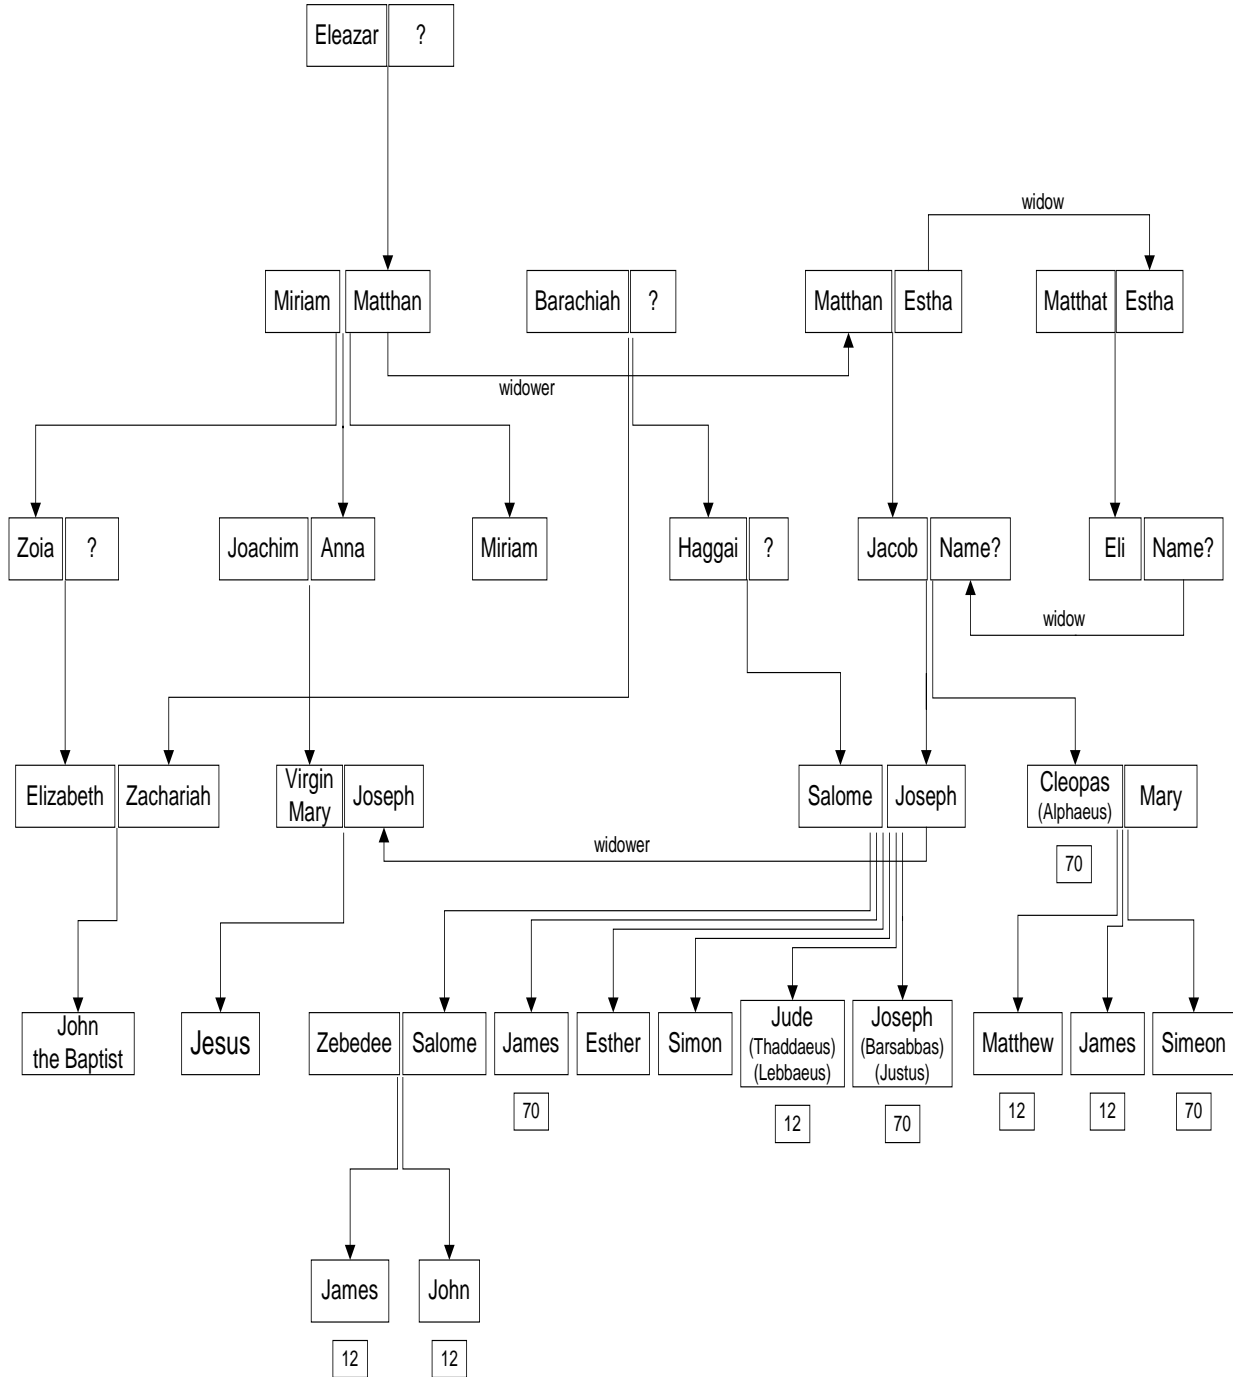 Eleazar ?
widow
Miriam Matthan Barachiah ? Matthan Estha Matthat Estha
widower
Zoia ? Joachim Anna Miriam Haggai ? Jacob Name? Eli Name?
widow
Elizabeth Zachariah Virgin Mary Joseph Salome Joseph Cleopas (Alphaeus) Mary
widower
70
John the Baptist Jesus Zebedee Salome James Esther Simon Jude (Thaddaeus) (Lebbaeus) Joseph (Barsabbas) (Justus) Matthew James Simeon
70 12 70 12 12 70
James John
12 12